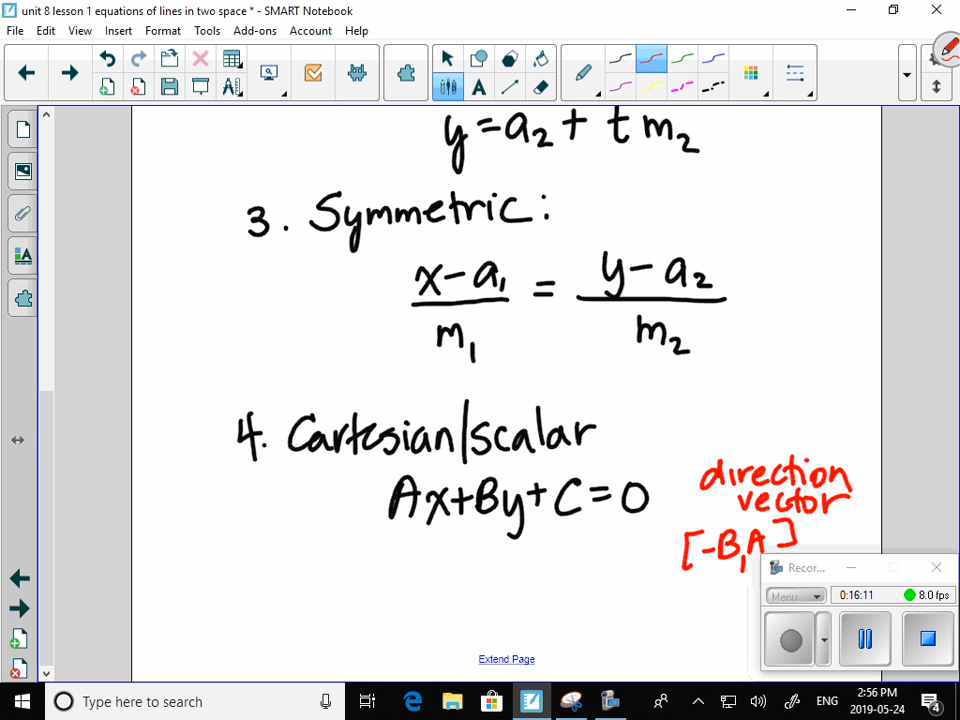 unit 8 lesson 1 equations of lines in two space * - SMART Notebook
File Edit View Insert Format Tools Add-ons Account Help
y = a₂ + t m₂
3. Symmetric:
x - a₁ = y - a₂
m₁ m₂
4. Cartesian/scalar
Ax+By+C=0
direction
vector
[-B,A]
Recor...
Menu 0:16:11 8.0 fps
Extend Page
Type here to search
ENG
2:56 PM
2019-05-24
4